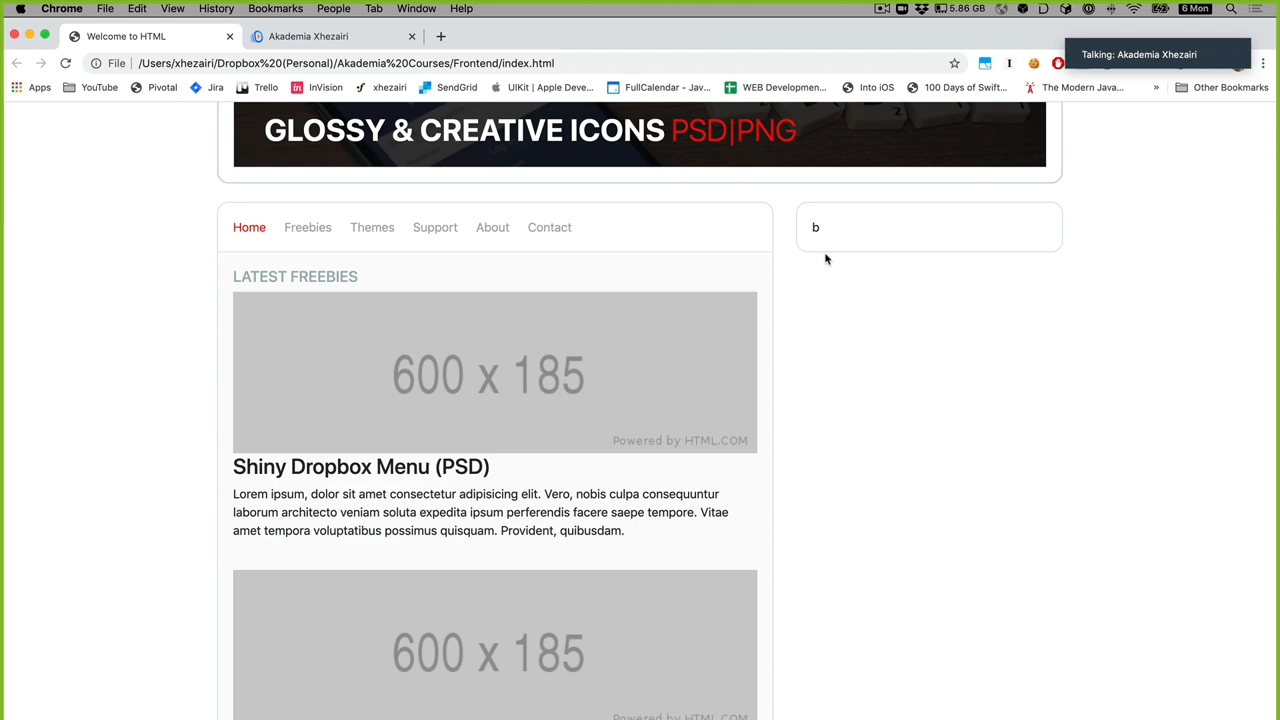 Chrome File Edit View History Bookmarks People Tab Window Help 5.86 GB 6 Mon
Welcome to HTML Akademia Xhezairi
Talking: Akademia Xhezairi
File /Users/xhezairi/Dropbox%20(Personal)/Akademia%20Courses/Frontend/index.html
Apps YouTube Pivotal Jira Trello InVision xhezairi SendGrid UIKit | Apple Deve... FullCalendar - Jav... WEB Developmen... Into iOS 100 Days of Swift... The Modern Java... » Other Bookmarks
GLOSSY & CREATIVE ICONS PSD|PNG
Home Freebies Themes Support About Contact
b
LATEST FREEBIES
600 x 185
Powered by HTML.COM
Shiny Dropbox Menu (PSD)
Lorem ipsum, dolor sit amet consectetur adipisicing elit. Vero, nobis culpa consequuntur
laborum architecto veniam soluta expedita ipsum perferendis facere saepe tempore. Vitae
amet tempora voluptatibus possimus quisquam. Provident, quibusdam.
600 x 185
Powered by HTML.COM